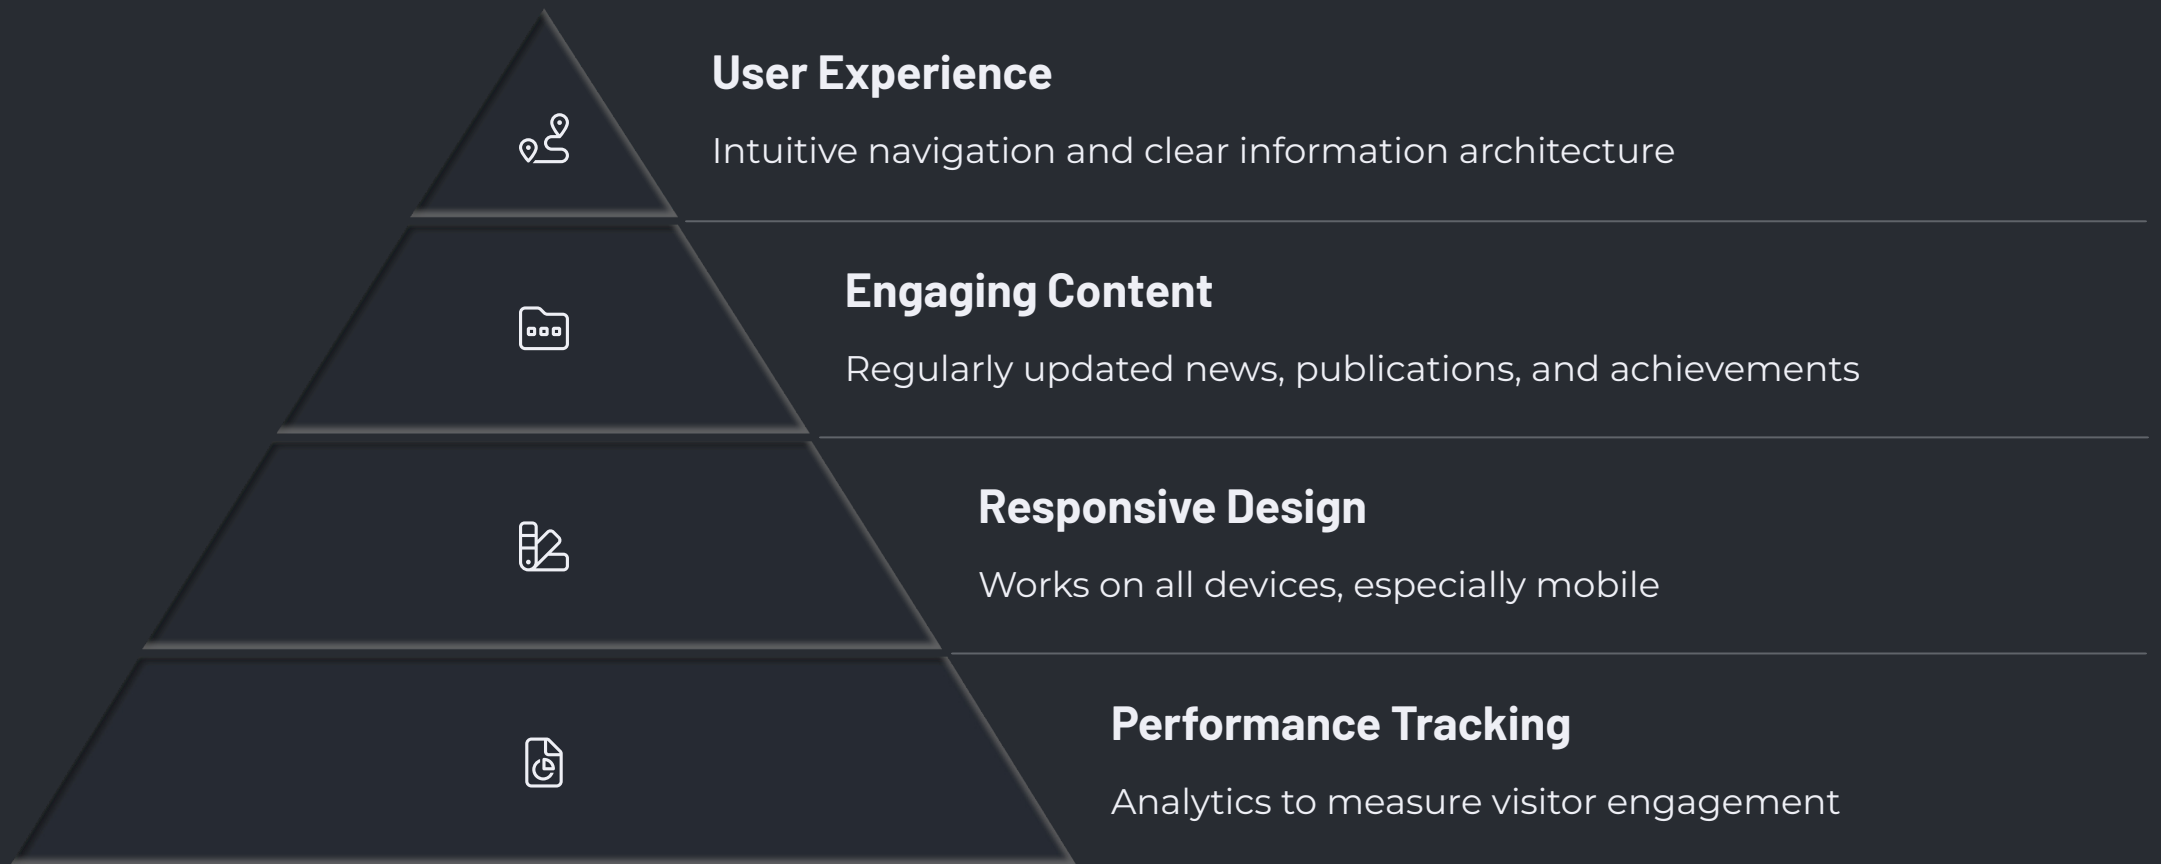 User Experience
Intuitive navigation and clear information architecture
Engaging Content
Regularly updated news, publications, and achievements
Responsive Design
Works on all devices, especially mobile
Performance Tracking
Analytics to measure visitor engagement